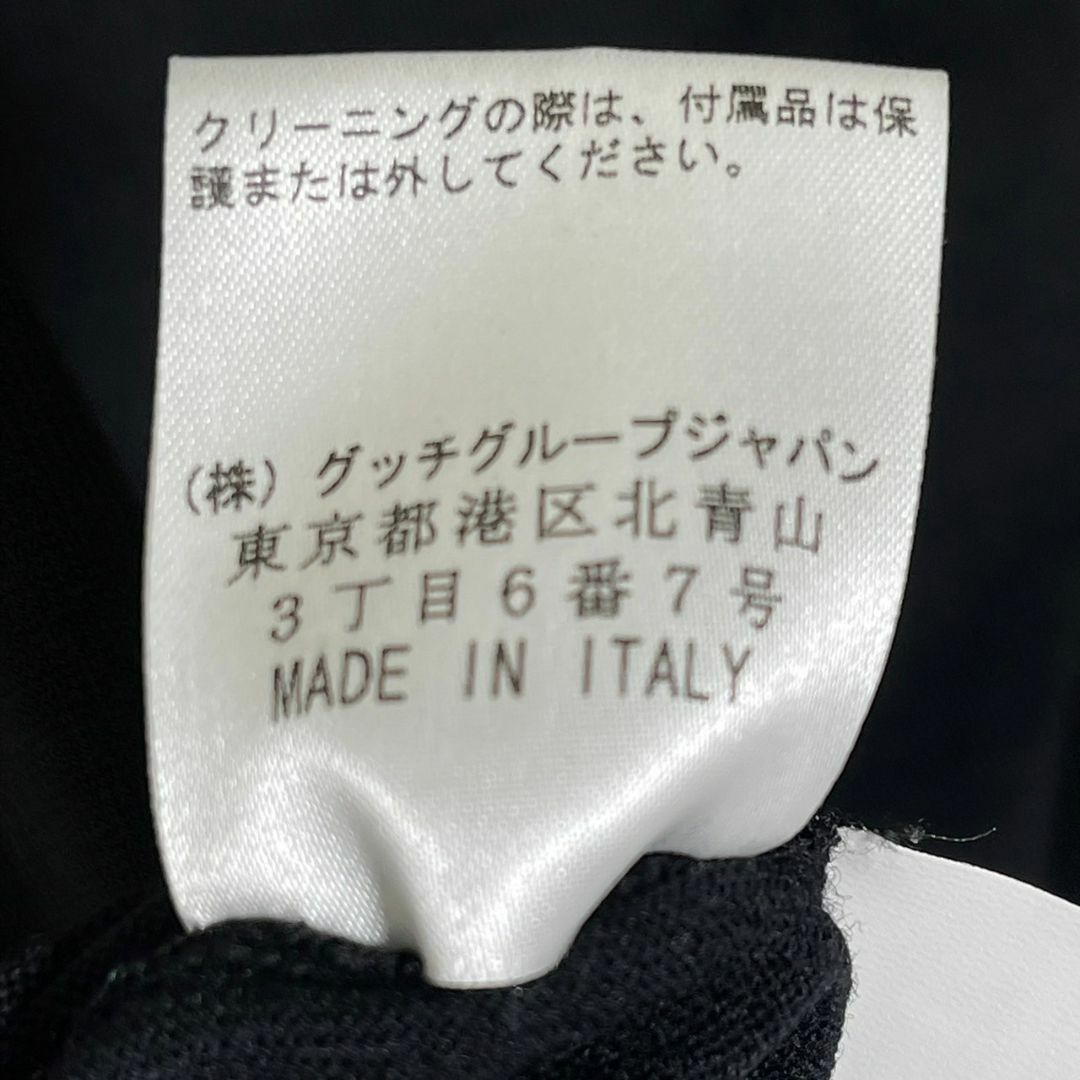 クリーニングの際は、付属品は保
護または外してください。
(株) グッチグループジャパン
東京都港区北青山
3丁目6番7号
MADE IN ITALY